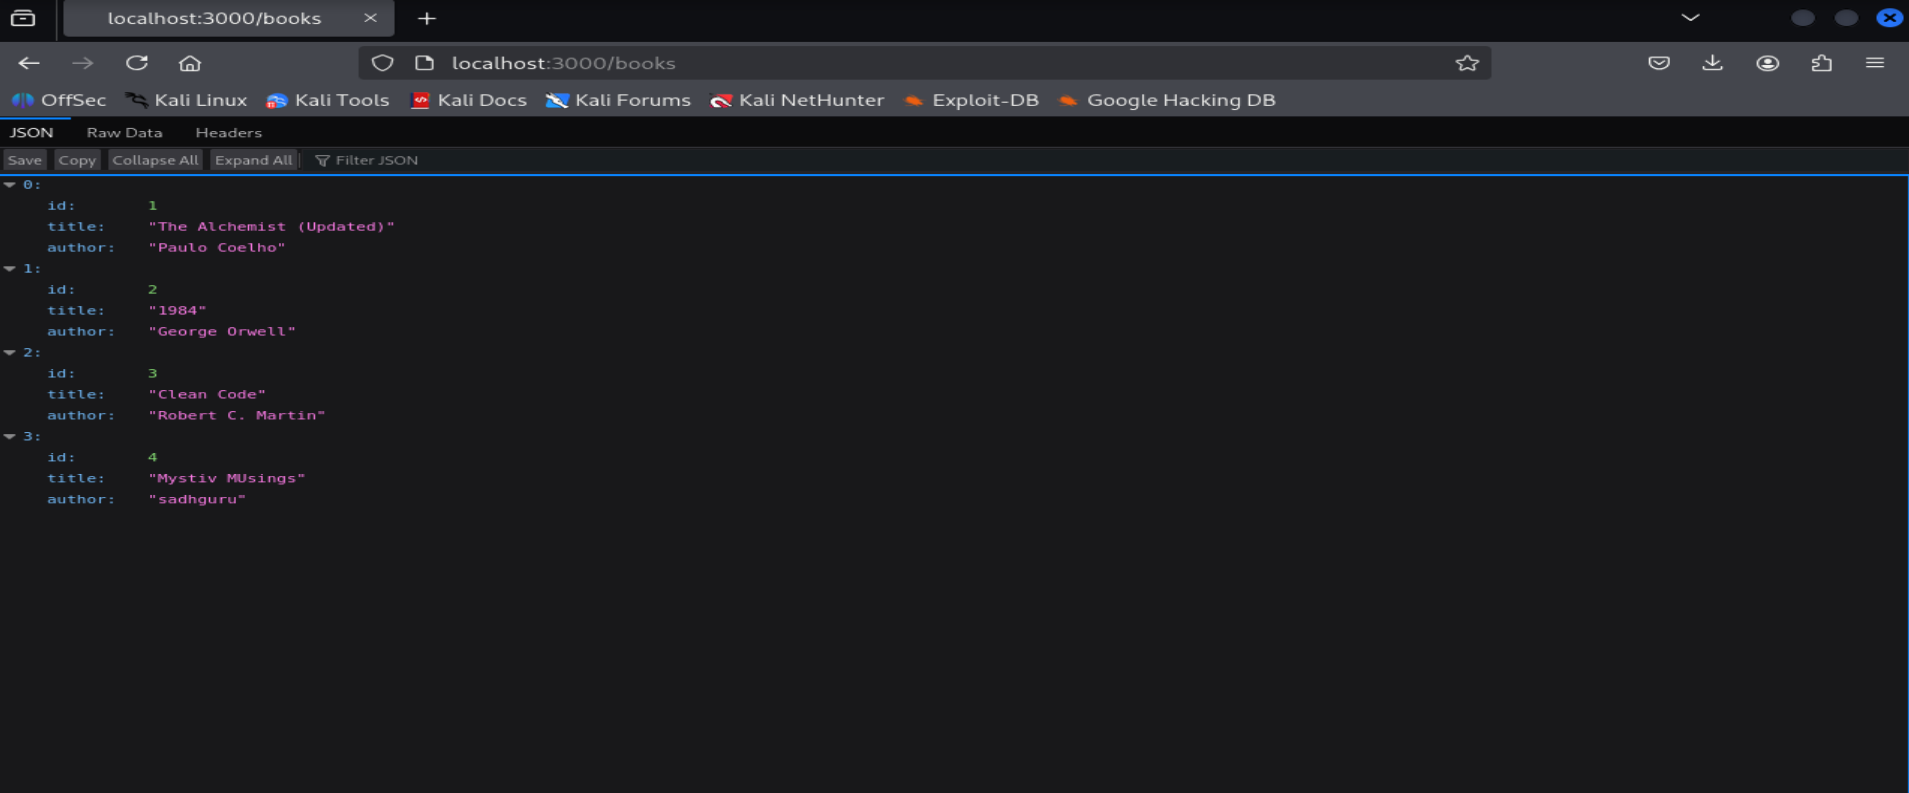 localhost:3000/books
localhost:3000/books
OffSec Kali Linux Kali Tools Kali Docs Kali Forums Kali NetHunter Exploit-DB Google Hacking DB
JSON Raw Data Headers
Save Copy Collapse All Expand All Filter JSON
0:
id: 1
title: "The Alchemist (Updated)"
author: "Paulo Coelho"
1:
id: 2
title: "1984"
author: "George Orwell"
2:
id: 3
title: "Clean Code"
author: "Robert C. Martin"
3:
id: 4
title: "Mystiv MUsings"
author: "sadhguru"